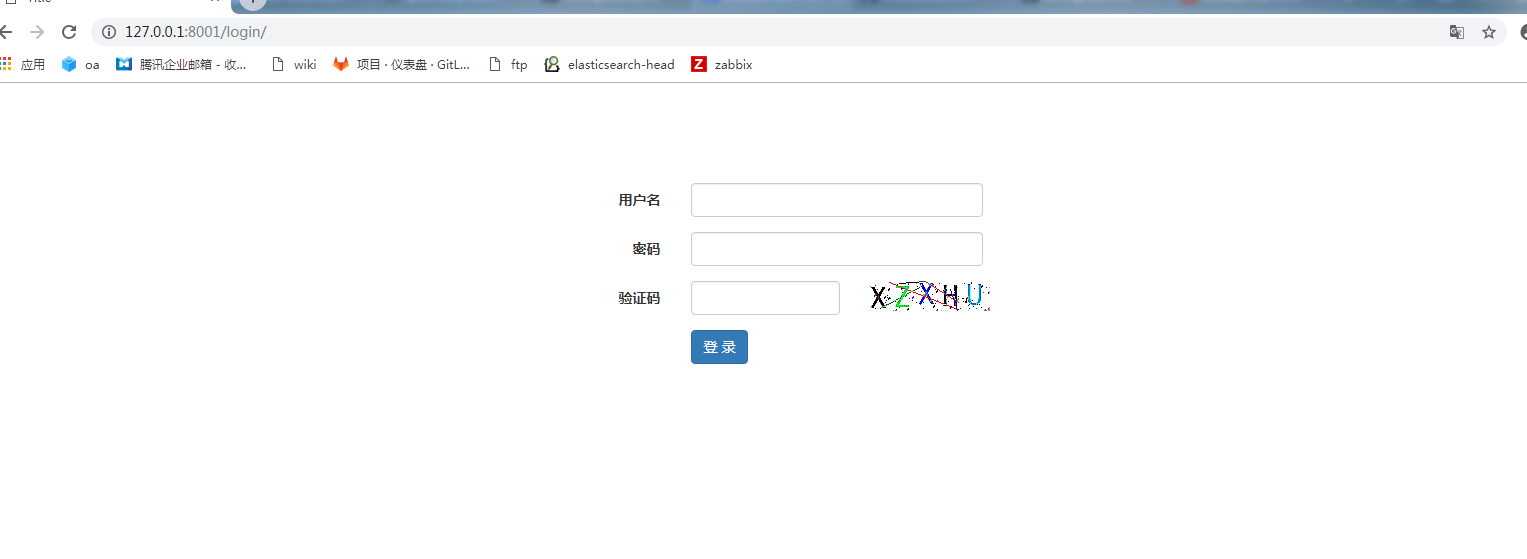 Title
127.0.0.1:8001/login/
应用 oa 腾讯企业邮箱 - 收... wiki 项目 · 仪表盘 · GitL... ftp elasticsearch-head zabbix
用户名
密码
验证码 XZXHU
登 录